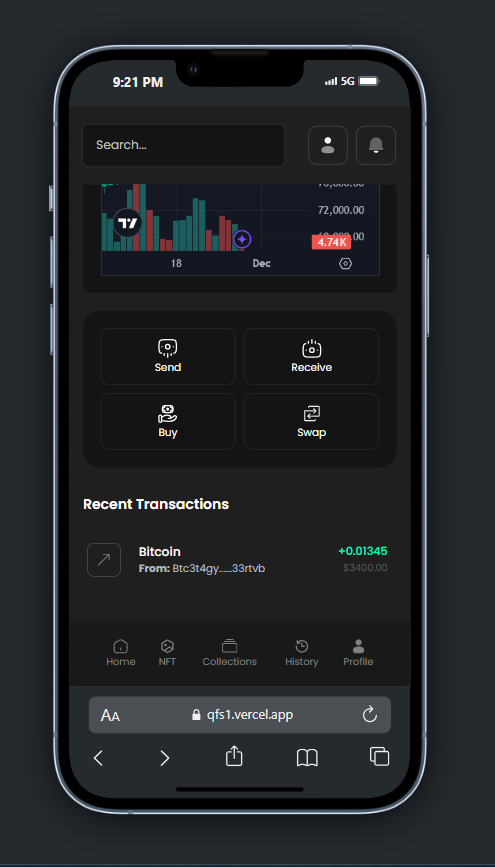 9:21 PM
5G
Search...
72,000.00
4.74K
18
Dec
Send
Receive
Buy
Swap
Recent Transactions
Bitcoin
+0.01345
From: Btc3t4gy......33rtvb
$3400.00
Home
NFT
Collections
History
Profile
AA
qfs1.vercel.app